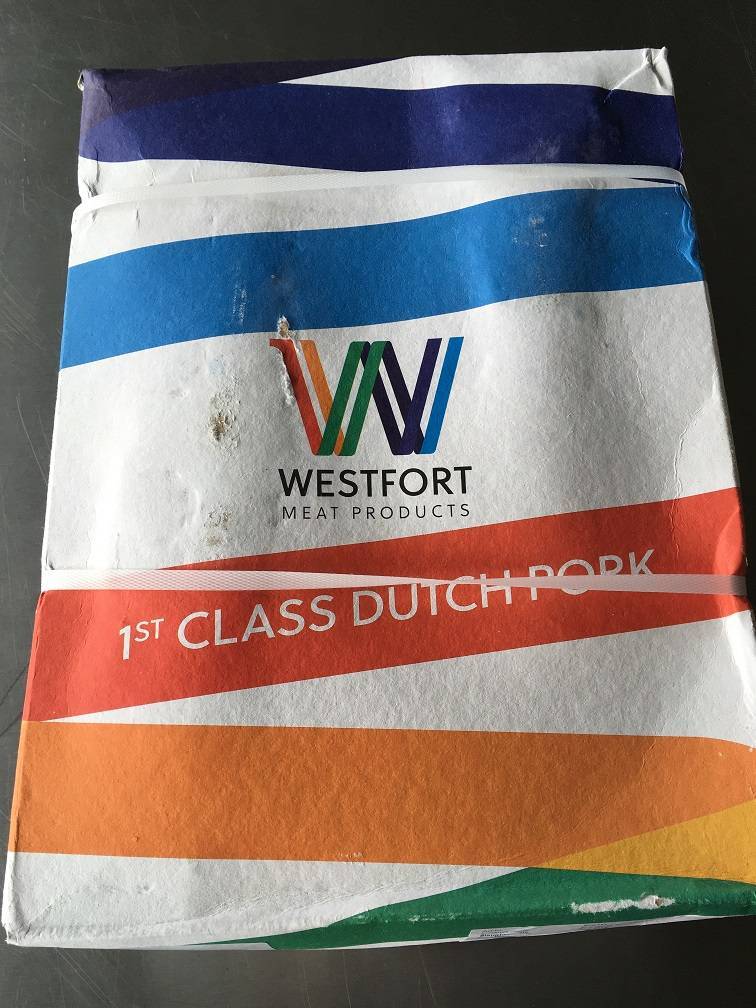 WESTFORT
MEAT PRODUCTS
1ST CLASS DUTCH PORK